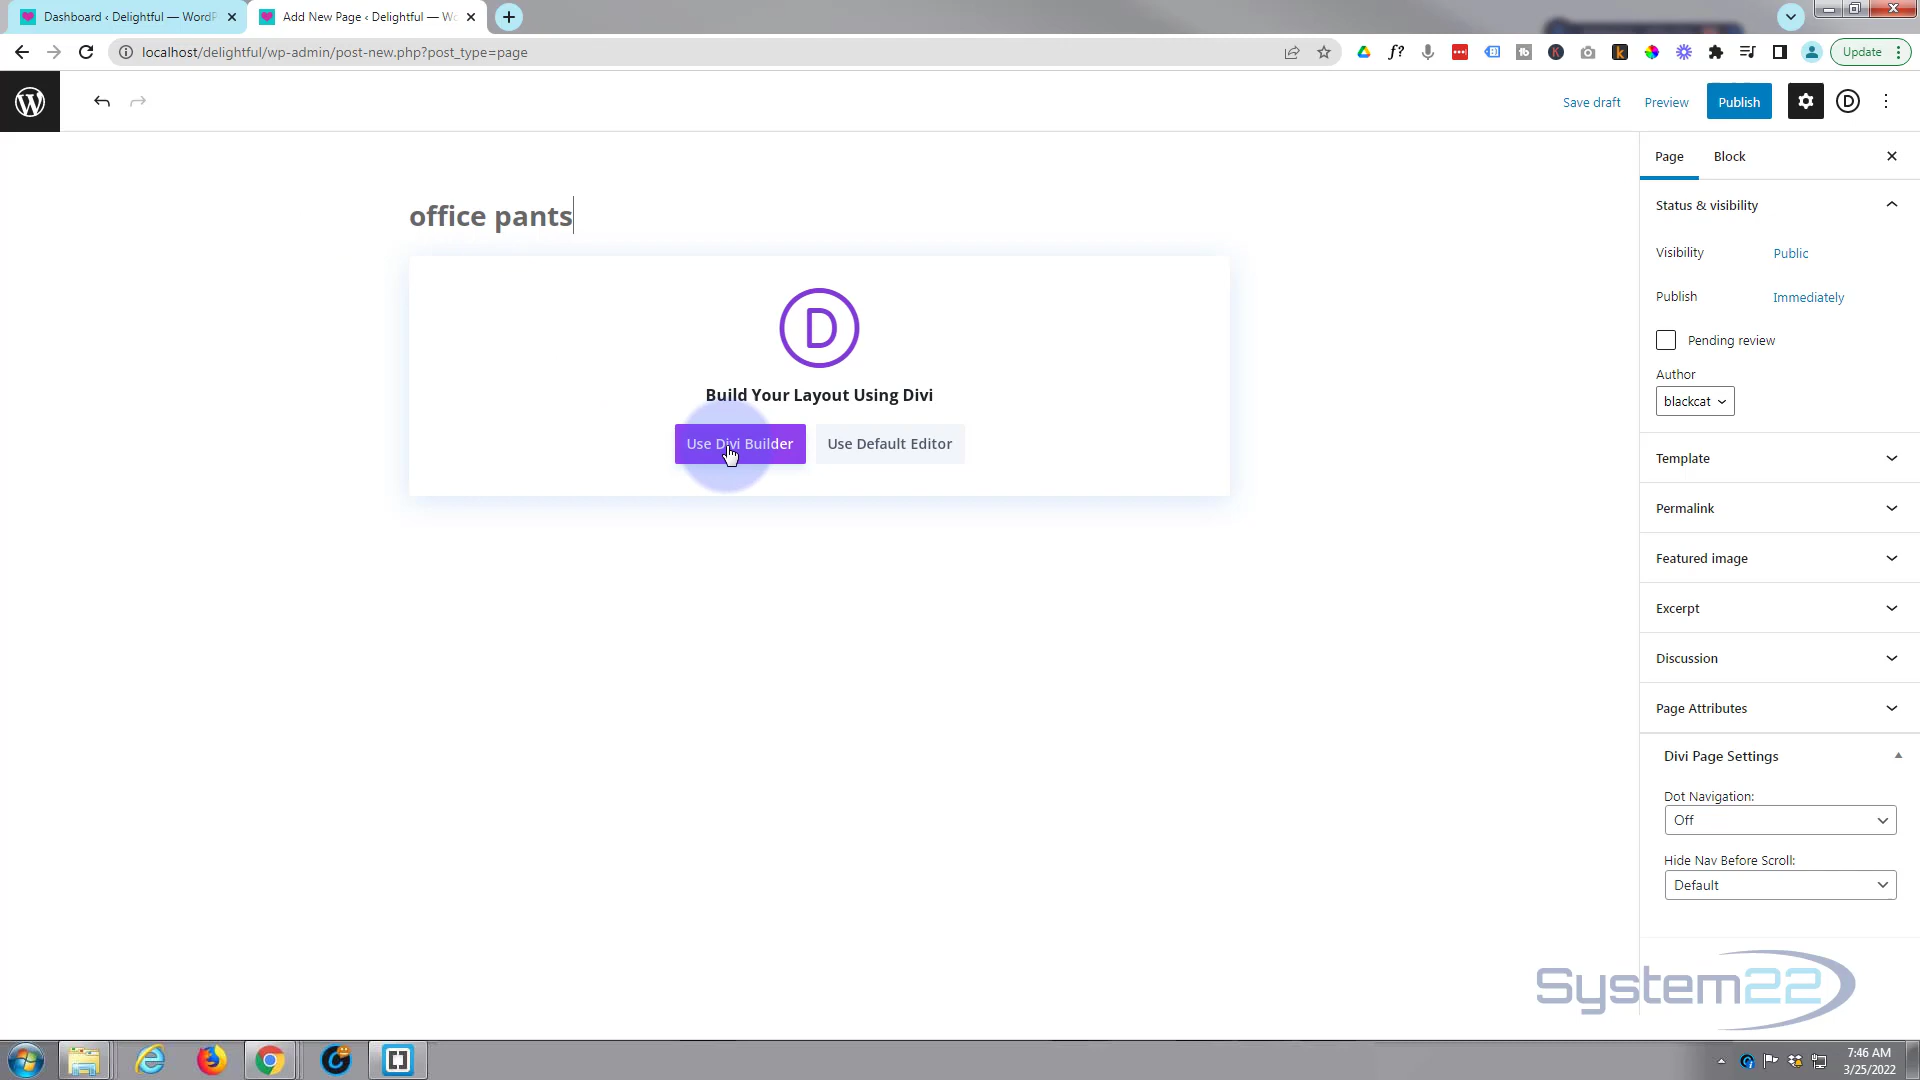 Dashboard ‹ Delightful — WordP
Add New Page ‹ Delightful — Wo
localhost/delightful/wp-admin/post-new.php?post_type=page
Update
Save draft
Preview
Publish
Page
Block
office pants
Build Your Layout Using Divi
Use Divi Builder
Use Default Editor
Status & visibility
Visibility
Public
Publish
Immediately
Pending review
Author
blackcat
Template
Permalink
Featured image
Excerpt
Discussion
Page Attributes
Divi Page Settings
Dot Navigation:
Off
Hide Nav Before Scroll:
Default
System22
7:46 AM
3/25/2022